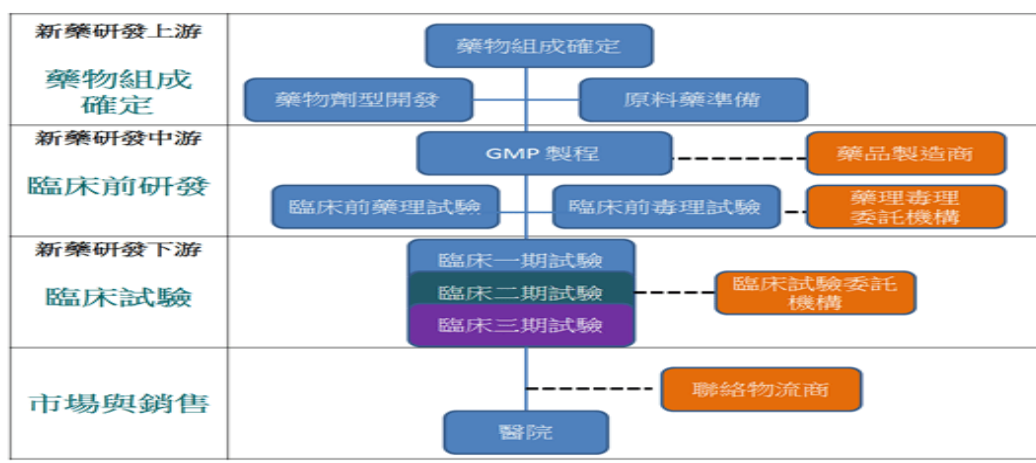 新藥研發上游
藥物組成
確定
藥物組成確定
藥物劑型開發
原料藥準備
新藥研發中游
臨床前研發
GMP 製程
藥品製造商
臨床前藥理試驗
臨床前毒理試驗
藥理毒理
委託機構
新藥研發下游
臨床試驗
臨床一期試驗
臨床二期試驗
臨床三期試驗
臨床試驗委託
機構
市場與銷售
聯絡物流商
醫院